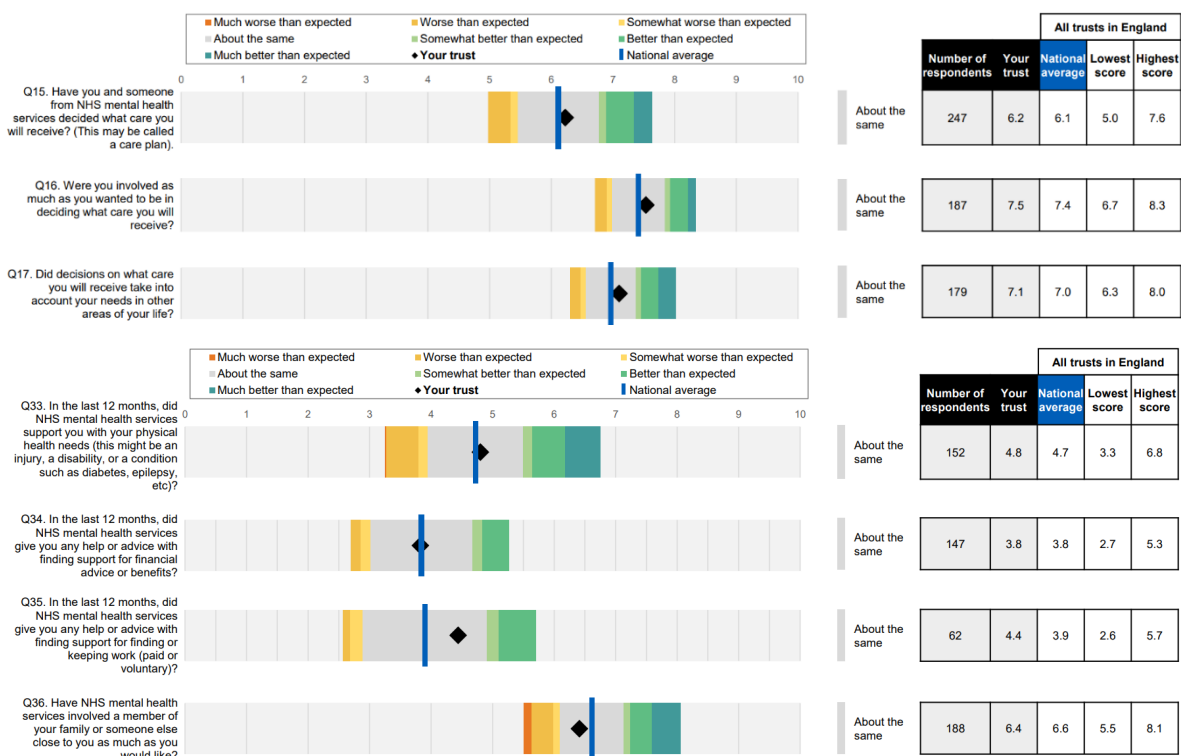 Much worse than expected Worse than expected Somewhat worse than expected
About the same Somewhat better than expected Better than expected
Much better than expected Your trust National average
All trusts in England
Number of respondents Your trust National average Lowest score Highest score
0 1 2 3 4 5 6 7 8 9 10
Q15. Have you and someone
from NHS mental health
services decided what care you
will receive? (This may be called
a care plan).
About the
same
247 6.2 6.1 5.0 7.6
Q16. Were you involved as
much as you wanted to be in
deciding what care you will
receive?
About the
same
187 7.5 7.4 6.7 8.3
Q17. Did decisions on what care
you will receive take into
account your needs in other
areas of your life?
About the
same
179 7.1 7.0 6.3 8.0
Much worse than expected Worse than expected Somewhat worse than expected
About the same Somewhat better than expected Better than expected
Much better than expected Your trust National average
All trusts in England
Number of respondents Your trust National average Lowest score Highest score
0 1 2 3 4 5 6 7 8 9 10
Q33. In the last 12 months, did
NHS mental health services
support you with your physical
health needs (this might be an
injury, a disability, or a condition
such as diabetes, epilepsy,
etc)?
About the
same
152 4.8 4.7 3.3 6.8
Q34. In the last 12 months, did
NHS mental health services
give you any help or advice with
finding support for financial
advice or benefits?
About the
same
147 3.8 3.8 2.7 5.3
Q35. In the last 12 months, did
NHS mental health services
give you any help or advice with
finding support for finding or
keeping work (paid or
voluntary)?
About the
same
62 4.4 3.9 2.6 5.7
Q36. Have NHS mental health
services involved a member of
your family or someone else
close to you as much as you
would like?
About the
same
188 6.4 6.6 5.5 8.1